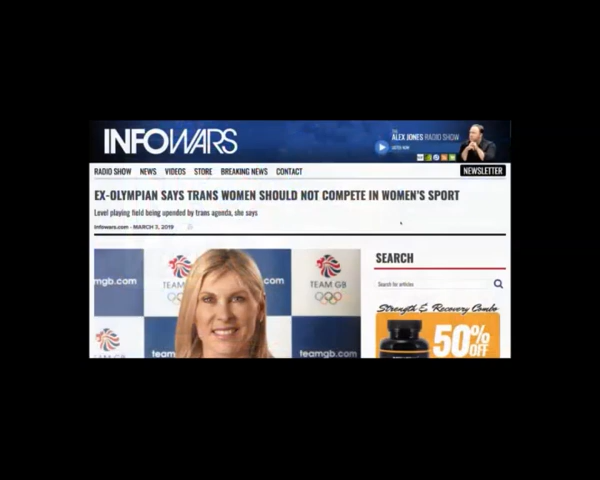 INFOWARS
THE
ALEX JONES RADIO SHOW
LISTEN NOW
RADIO SHOW NEWS VIDEOS STORE BREAKING NEWS CONTACT
NEWSLETTER
EX-OLYMPIAN SAYS TRANS WOMEN SHOULD NOT COMPETE IN WOMEN'S SPORT
Level playing field being upended by trans agenda, she says
Infowars.com - MARCH 3, 2019
mgb.com
TEAM GB
.com
TEAM GB
TEAM GB
teamg
teamgb.com
SEARCH
Search for articles
Strength & Recovery Combo
50%
OFF